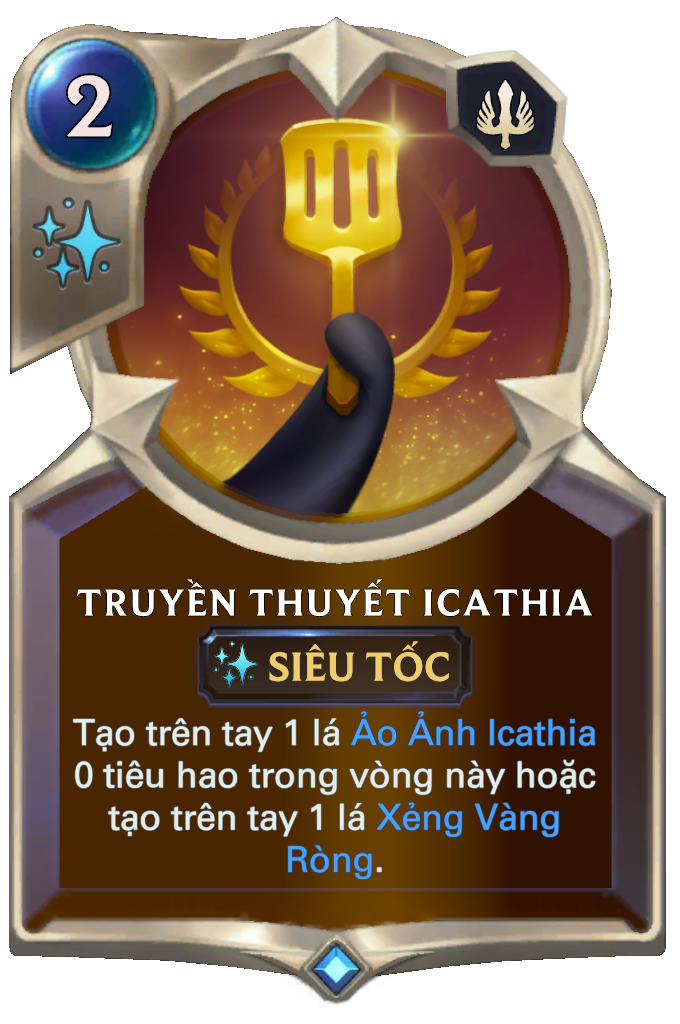 2
TRUYỀN THUYẾT ICATHIA
SIÊU TỐC
Tạo trên tay 1 lá Ảo Ảnh Icathia
0 tiêu hao trong vòng này hoặc
tạo trên tay 1 lá Xẻng Vàng
Ròng.